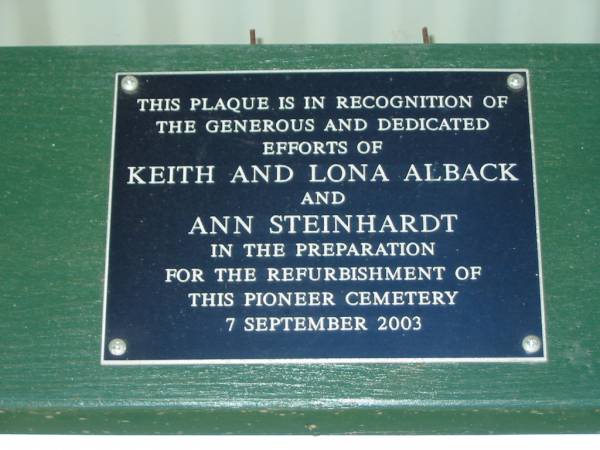 THIS PLAQUE IS IN RECOGNITION OF
THE GENEROUS AND DEDICATED
EFFORTS OF
KEITH AND LONA ALBACK
AND
ANN STEINHARDT
IN THE PREPARATION
FOR THE REFURBISHMENT OF
THIS PIONEER CEMETERY
7 SEPTEMBER 2003